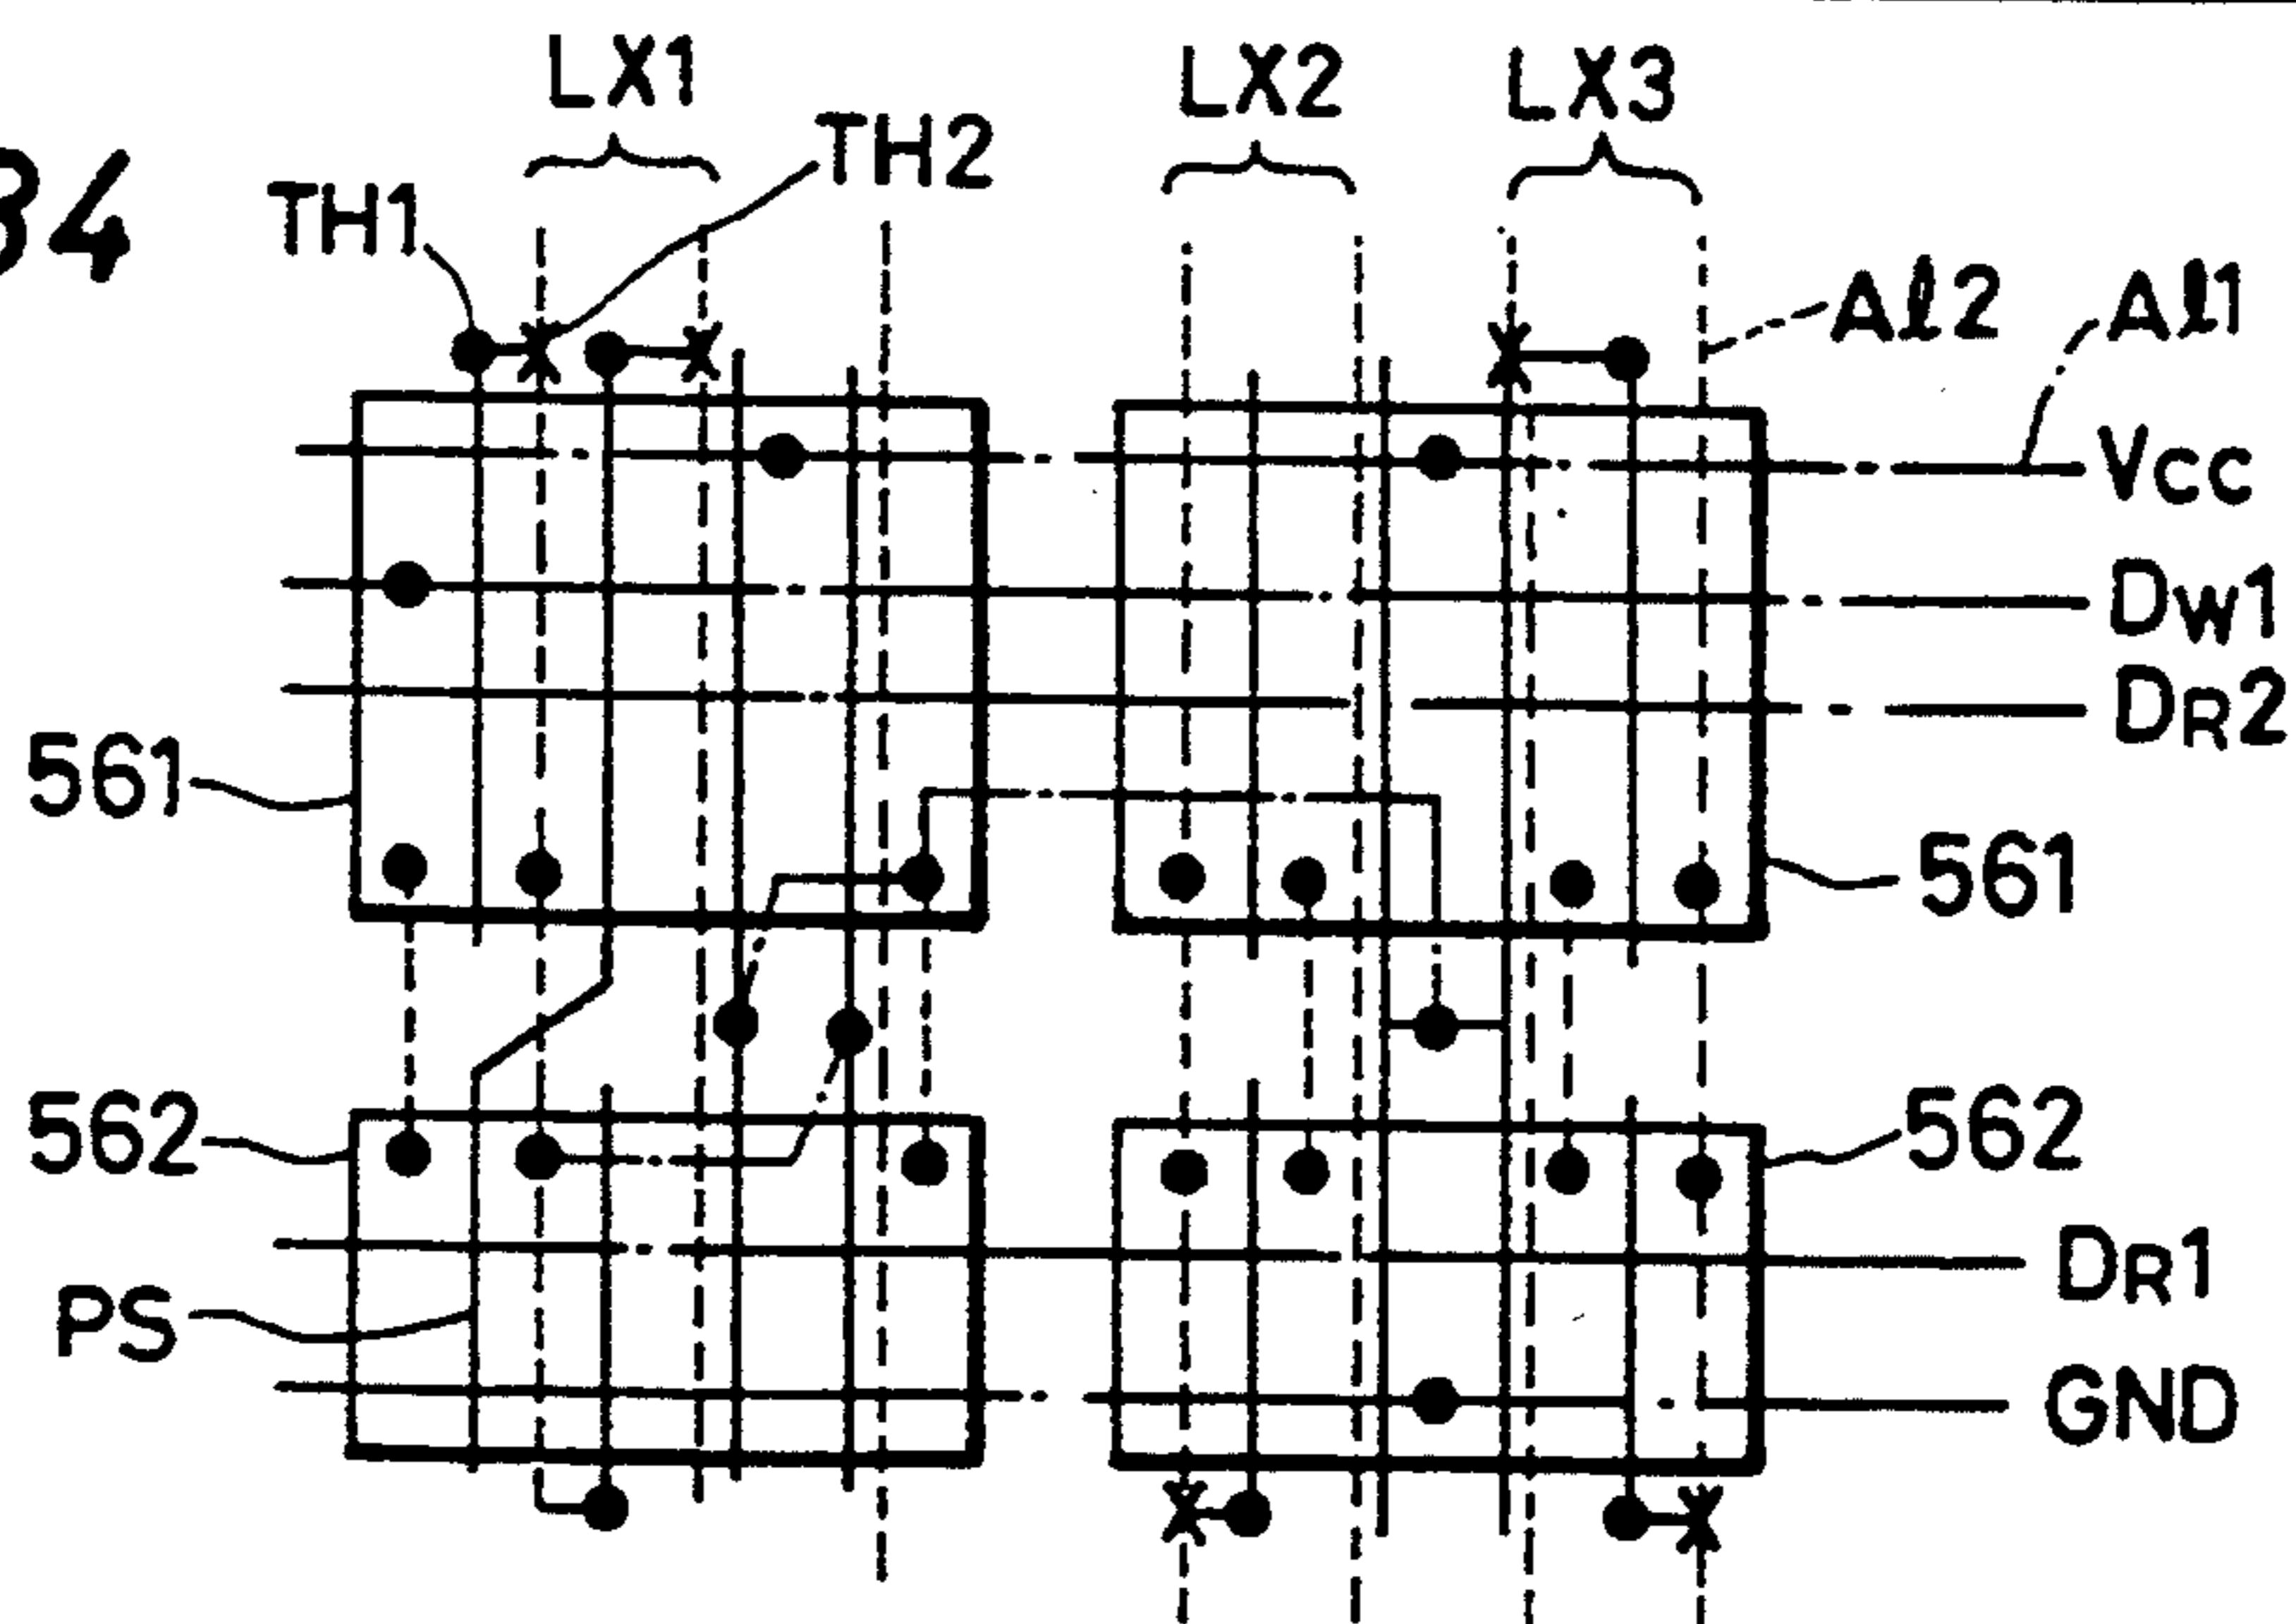 LX1
LX2
LX3
TH2
TH1
34
Aℓ2
Aℓ1
Vcc
DW1
DR2
561
561
562
562
DR1
PS
GND